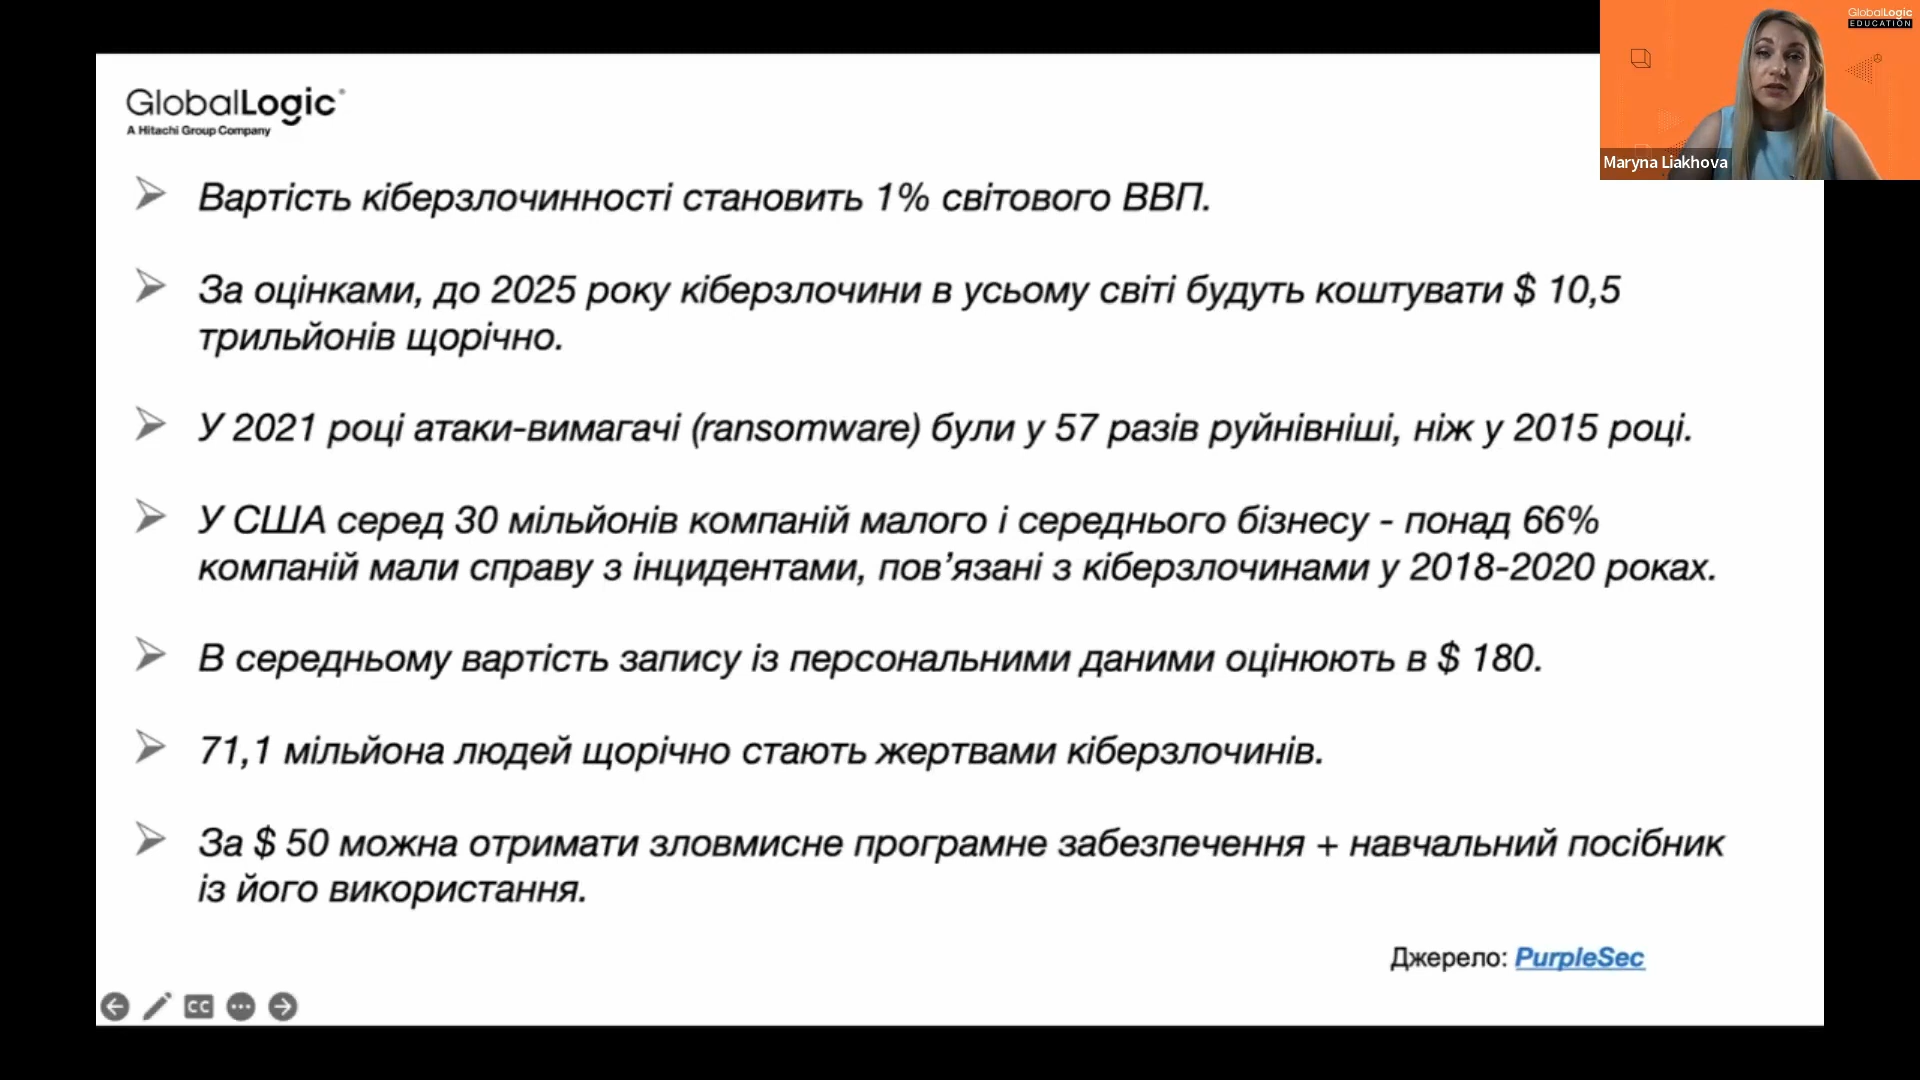 GlobalLogic
EDUCATION
GlobalLogic®
A Hitachi Group Company
Maryna Liakhova
Вартість кіберзлочинності становить 1% світового ВВП.
За оцінками, до 2025 року кіберзлочини в усьому світі будуть коштувати $ 10,5
трильйонів щорічно.
У 2021 році атаки-вимагачі (ransomware) були у 57 разів руйнівніші, ніж у 2015 році.
У США серед 30 мільйонів компаній малого і середнього бізнесу - понад 66%
компаній мали справу з інцидентами, пов’язані з кіберзлочинами у 2018-2020 роках.
В середньому вартість запису із персональними даними оцінюють в $ 180.
71,1 мільйона людей щорічно стають жертвами кіберзлочинів.
За $ 50 можна отримати зловмисне програмне забезпечення + навчальний посібник
із його використання.
Джерело: PurpleSec
CC